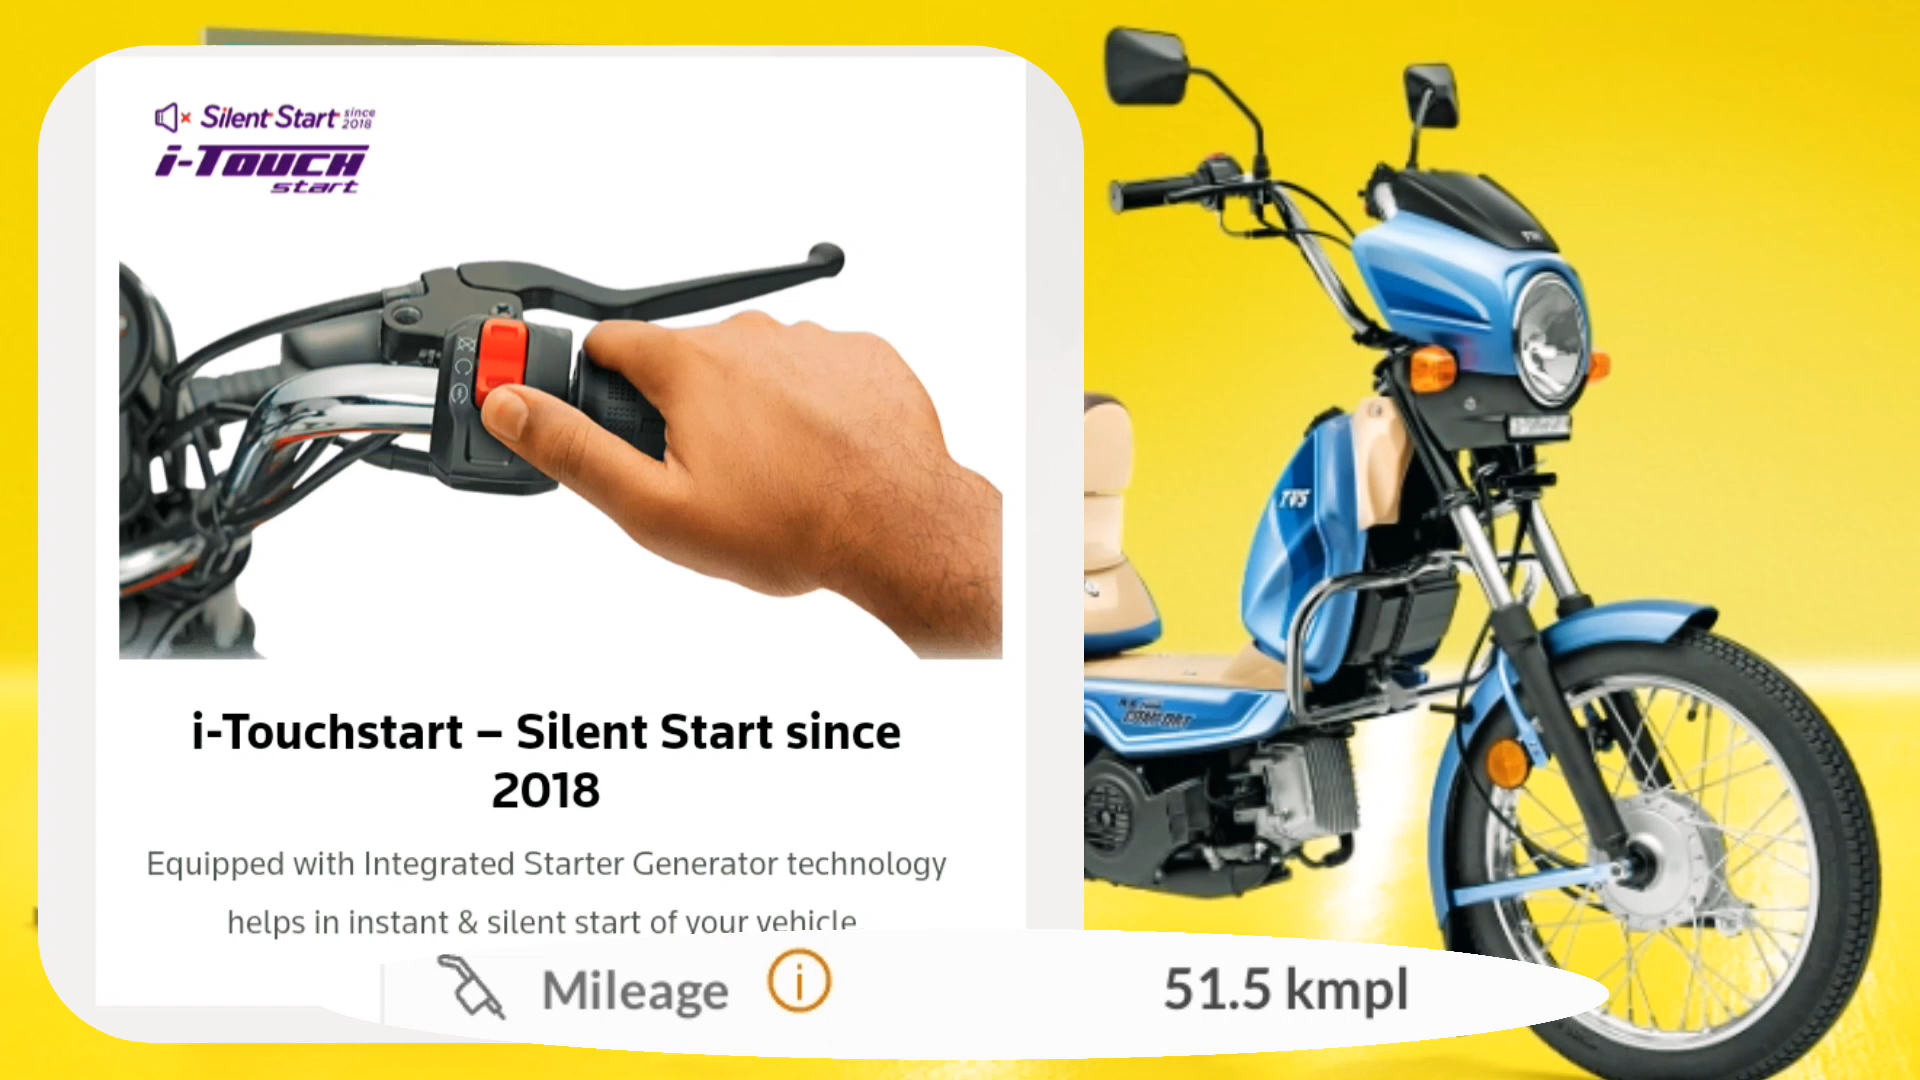 Silent Start since 2018
i-TOUCH
start
i-Touchstart – Silent Start since
2018
Equipped with Integrated Starter Generator technology
helps in instant & silent start of your vehicle.
Mileage
51.5 kmpl
TVS
COMFORT